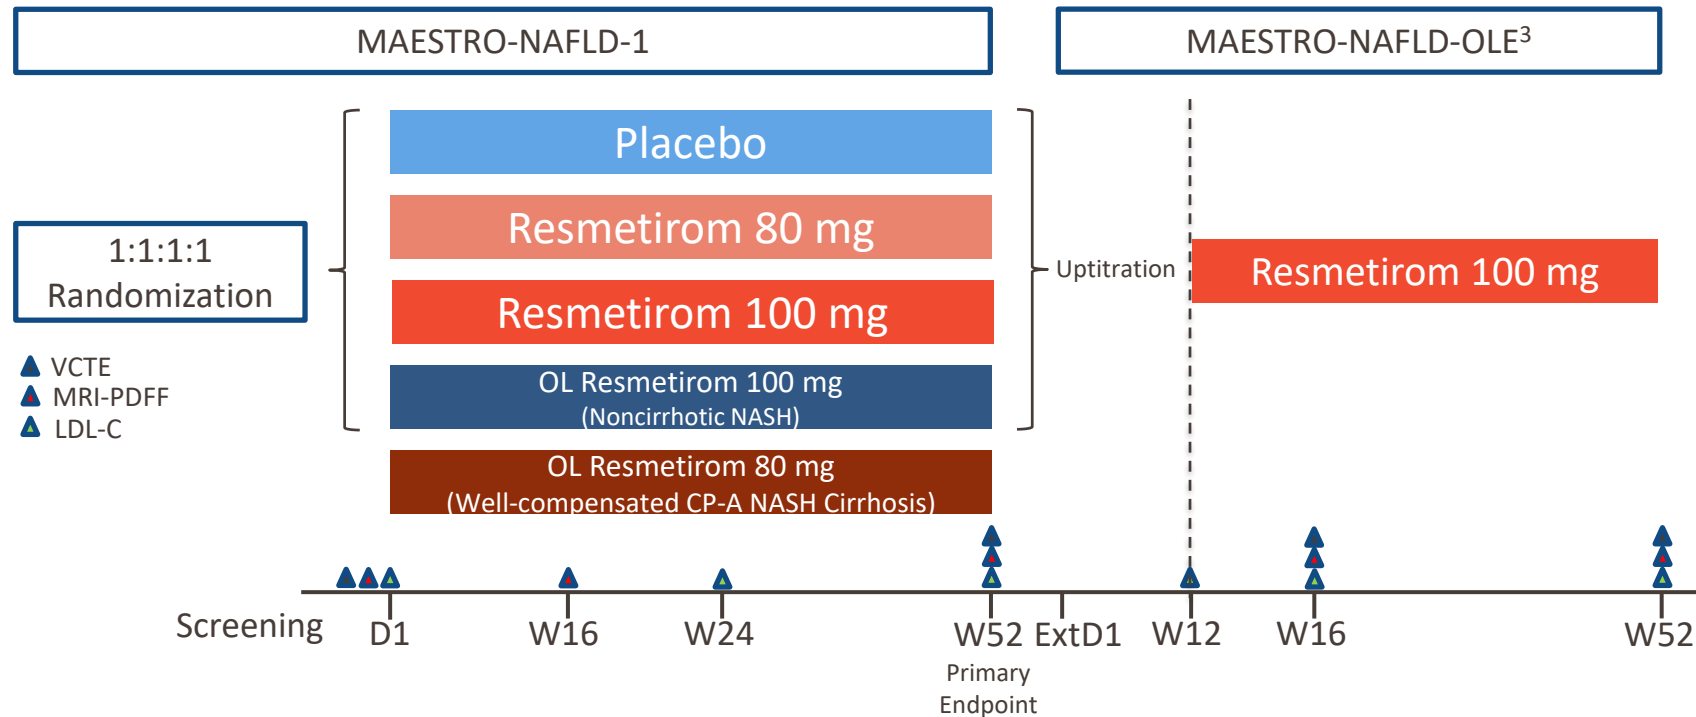 MAESTRO-NAFLD-1
MAESTRO-NAFLD-OLE³
Placebo
Resmetirom 80 mg
1:1:1:1
Randomization
Uptitration
Resmetirom 100 mg
Resmetirom 100 mg
VCTE
MRI-PDFF
LDL-C
OL Resmetirom 100 mg
(Noncirrhotic NASH)
OL Resmetirom 80 mg
(Well-compensated CP-A NASH Cirrhosis)
Screening
D1
W16
W24
W52
ExtD1
W12
W16
W52
Primary
Endpoint